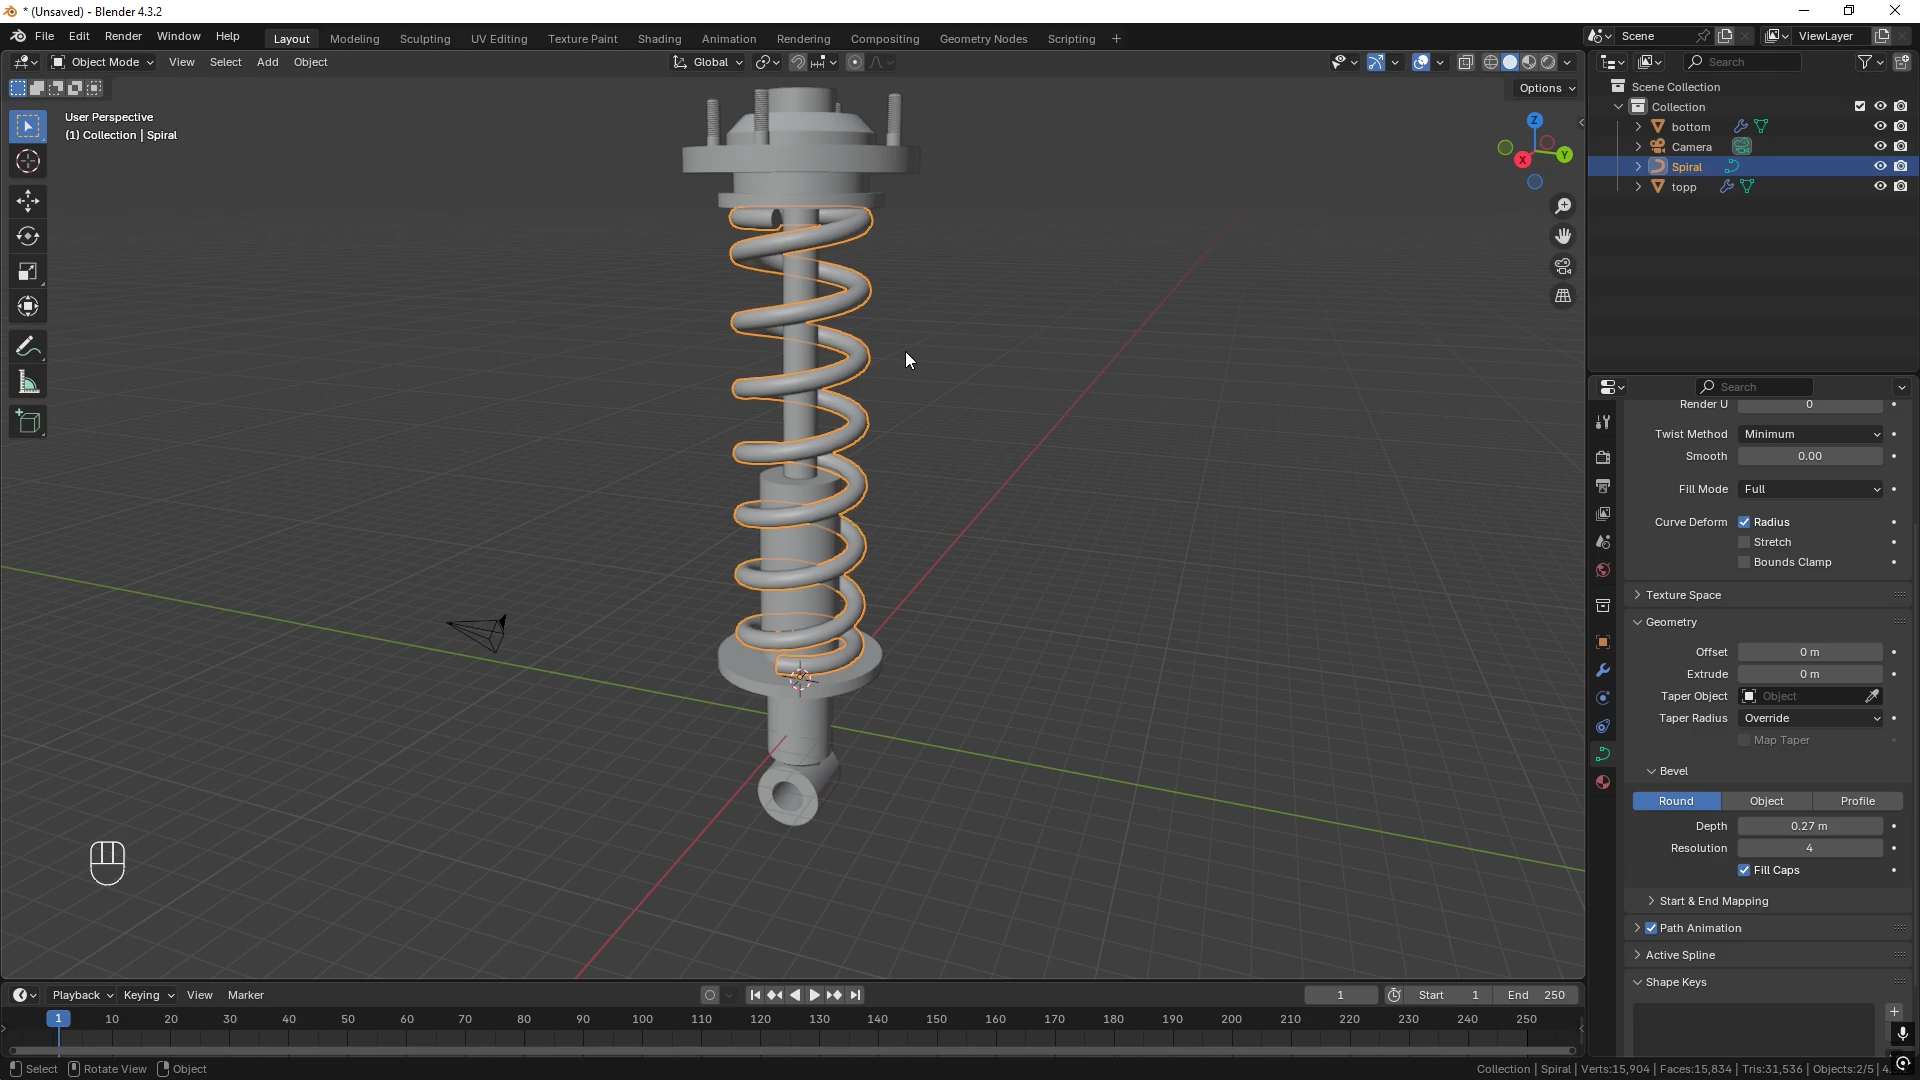 * (Unsaved) - Blender 4.3.2
File Edit Render Window Help Layout Modeling Sculpting UV Editing Texture Paint Shading Animation Rendering Compositing Geometry Nodes Scripting + Scene ViewLayer
Object Mode View Select Add Object Global Search
Options
User Perspective
(1) Collection | Spiral
Z
Y
X
Scene Collection
Collection
bottom
Camera
Spiral
topp
Search
Render U 0
Twist Method Minimum
Smooth 0.00
Fill Mode Full
Curve Deform Radius
Stretch
Bounds Clamp
Texture Space
Geometry
Offset 0 m
Extrude 0 m
Taper Object Object
Taper Radius Override
Map Taper
Bevel
Round Object Profile
Depth 0.27 m
Resolution 4
Fill Caps
Start & End Mapping
Path Animation
Active Spline
Shape Keys
Playback Keying View Marker 1 Start 1 End 250
1 10 20 30 40 50 60 70 80 90 100 110 120 130 140 150 160 170 180 190 200 210 220 230 240 250
Select Rotate View Object Collection | Spiral | Verts:15,904 | Faces:15,834 | Tris:31,536 | Objects:2/5 | 4.